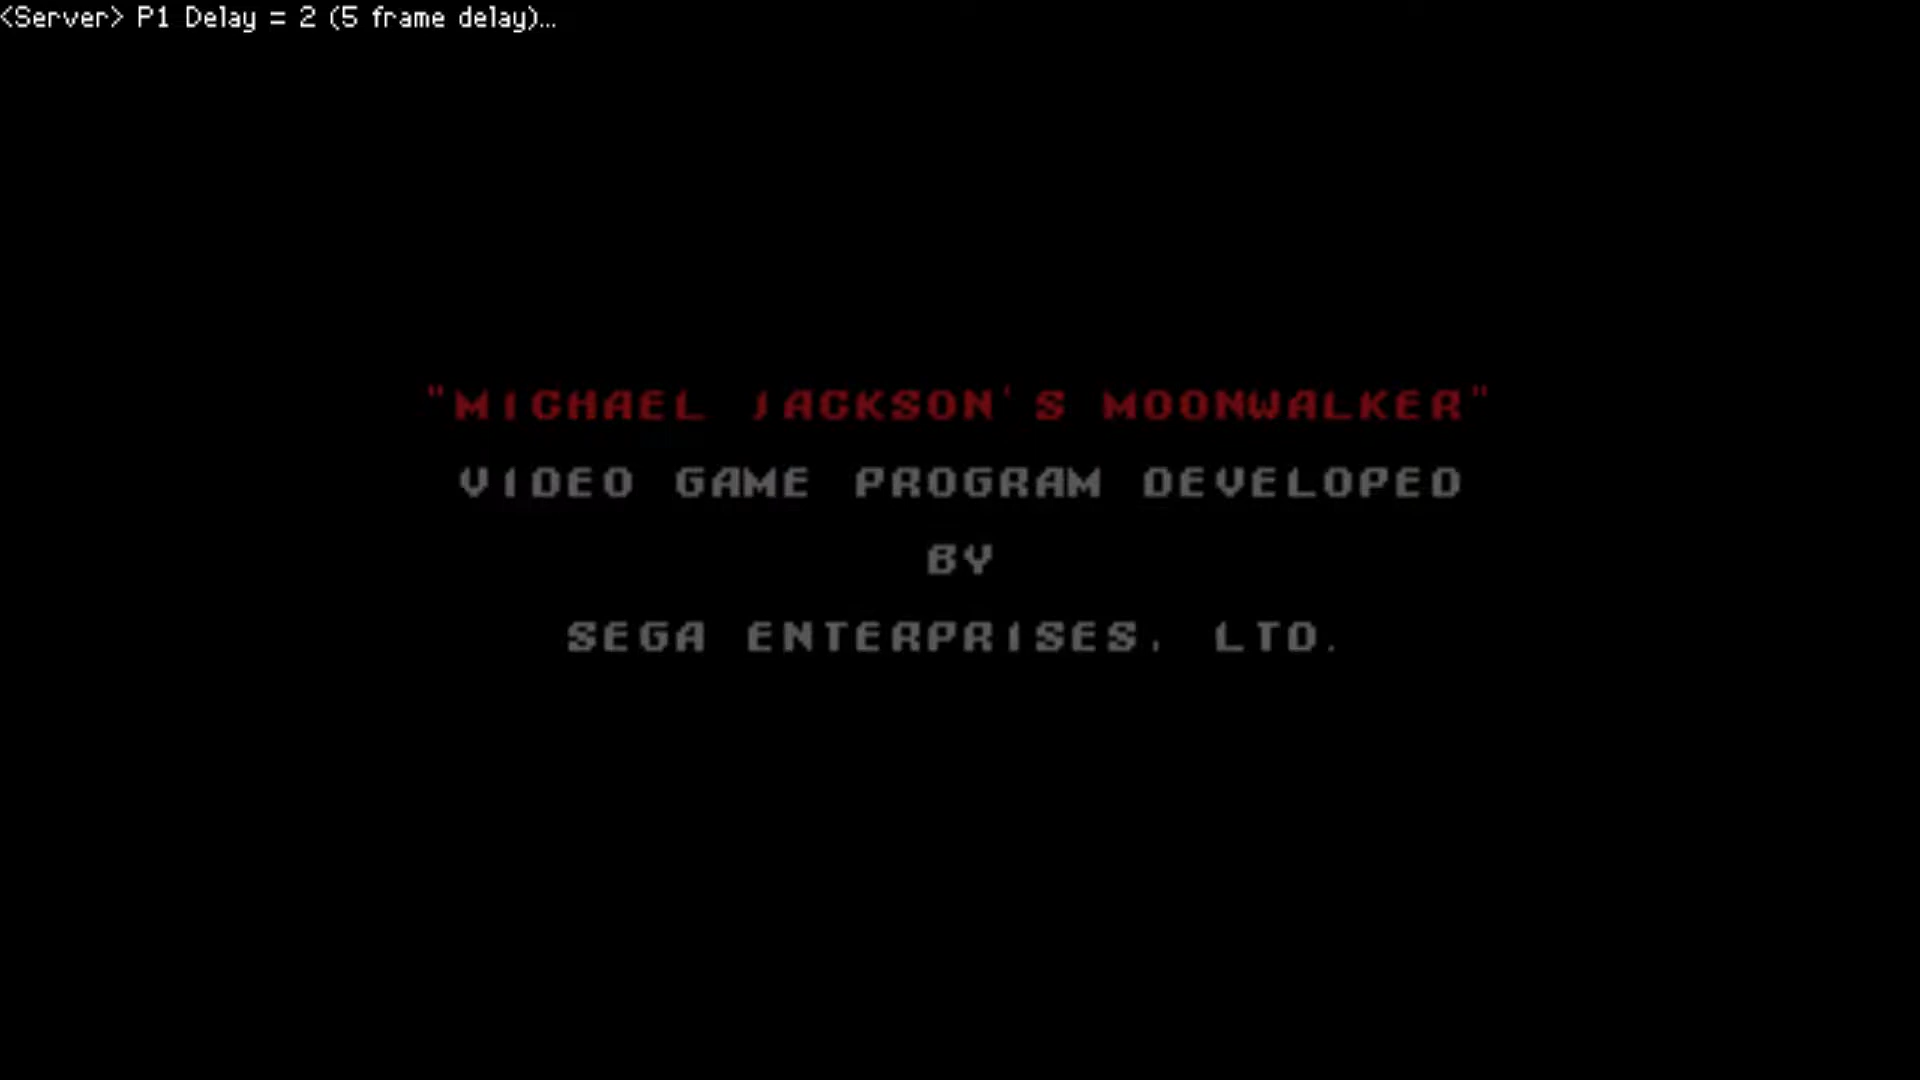 <Server> P1 Delay = 2 (5 frame delay)...
"MICHAEL JACKSON'S MOONWALKER"
VIDEO GAME PROGRAM DEVELOPED
BY
SEGA ENTERPRISES, LTD.